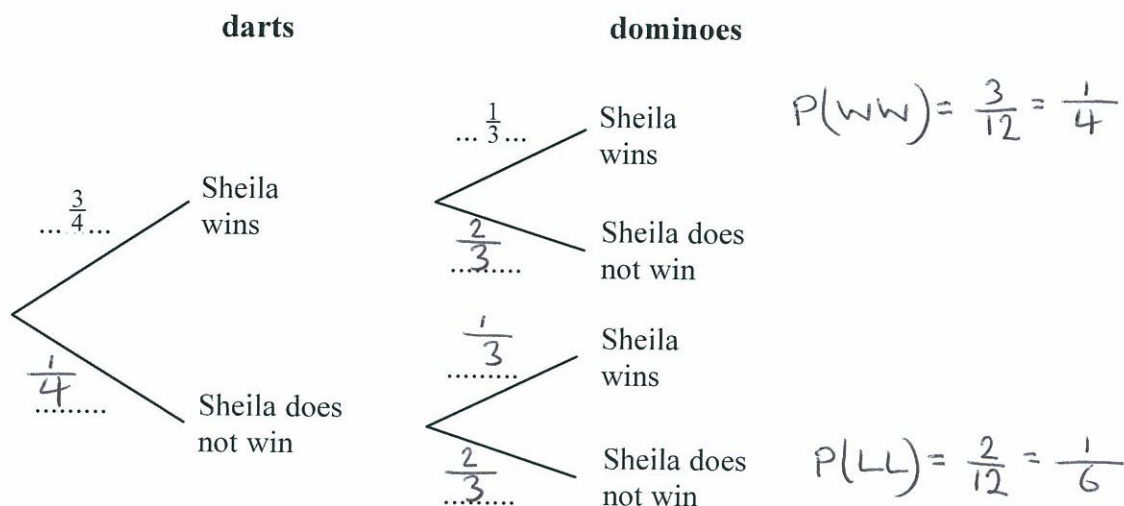 darts dominoes
... 1/3 ... Sheila wins
P(WW) = 3/12 = 1/4
... 3/4 ... Sheila wins
2/3 ......... Sheila does not win
1/3 ......... Sheila wins
1/4 ......... Sheila does not win
2/3 ......... Sheila does not win
P(LL) = 2/12 = 1/6